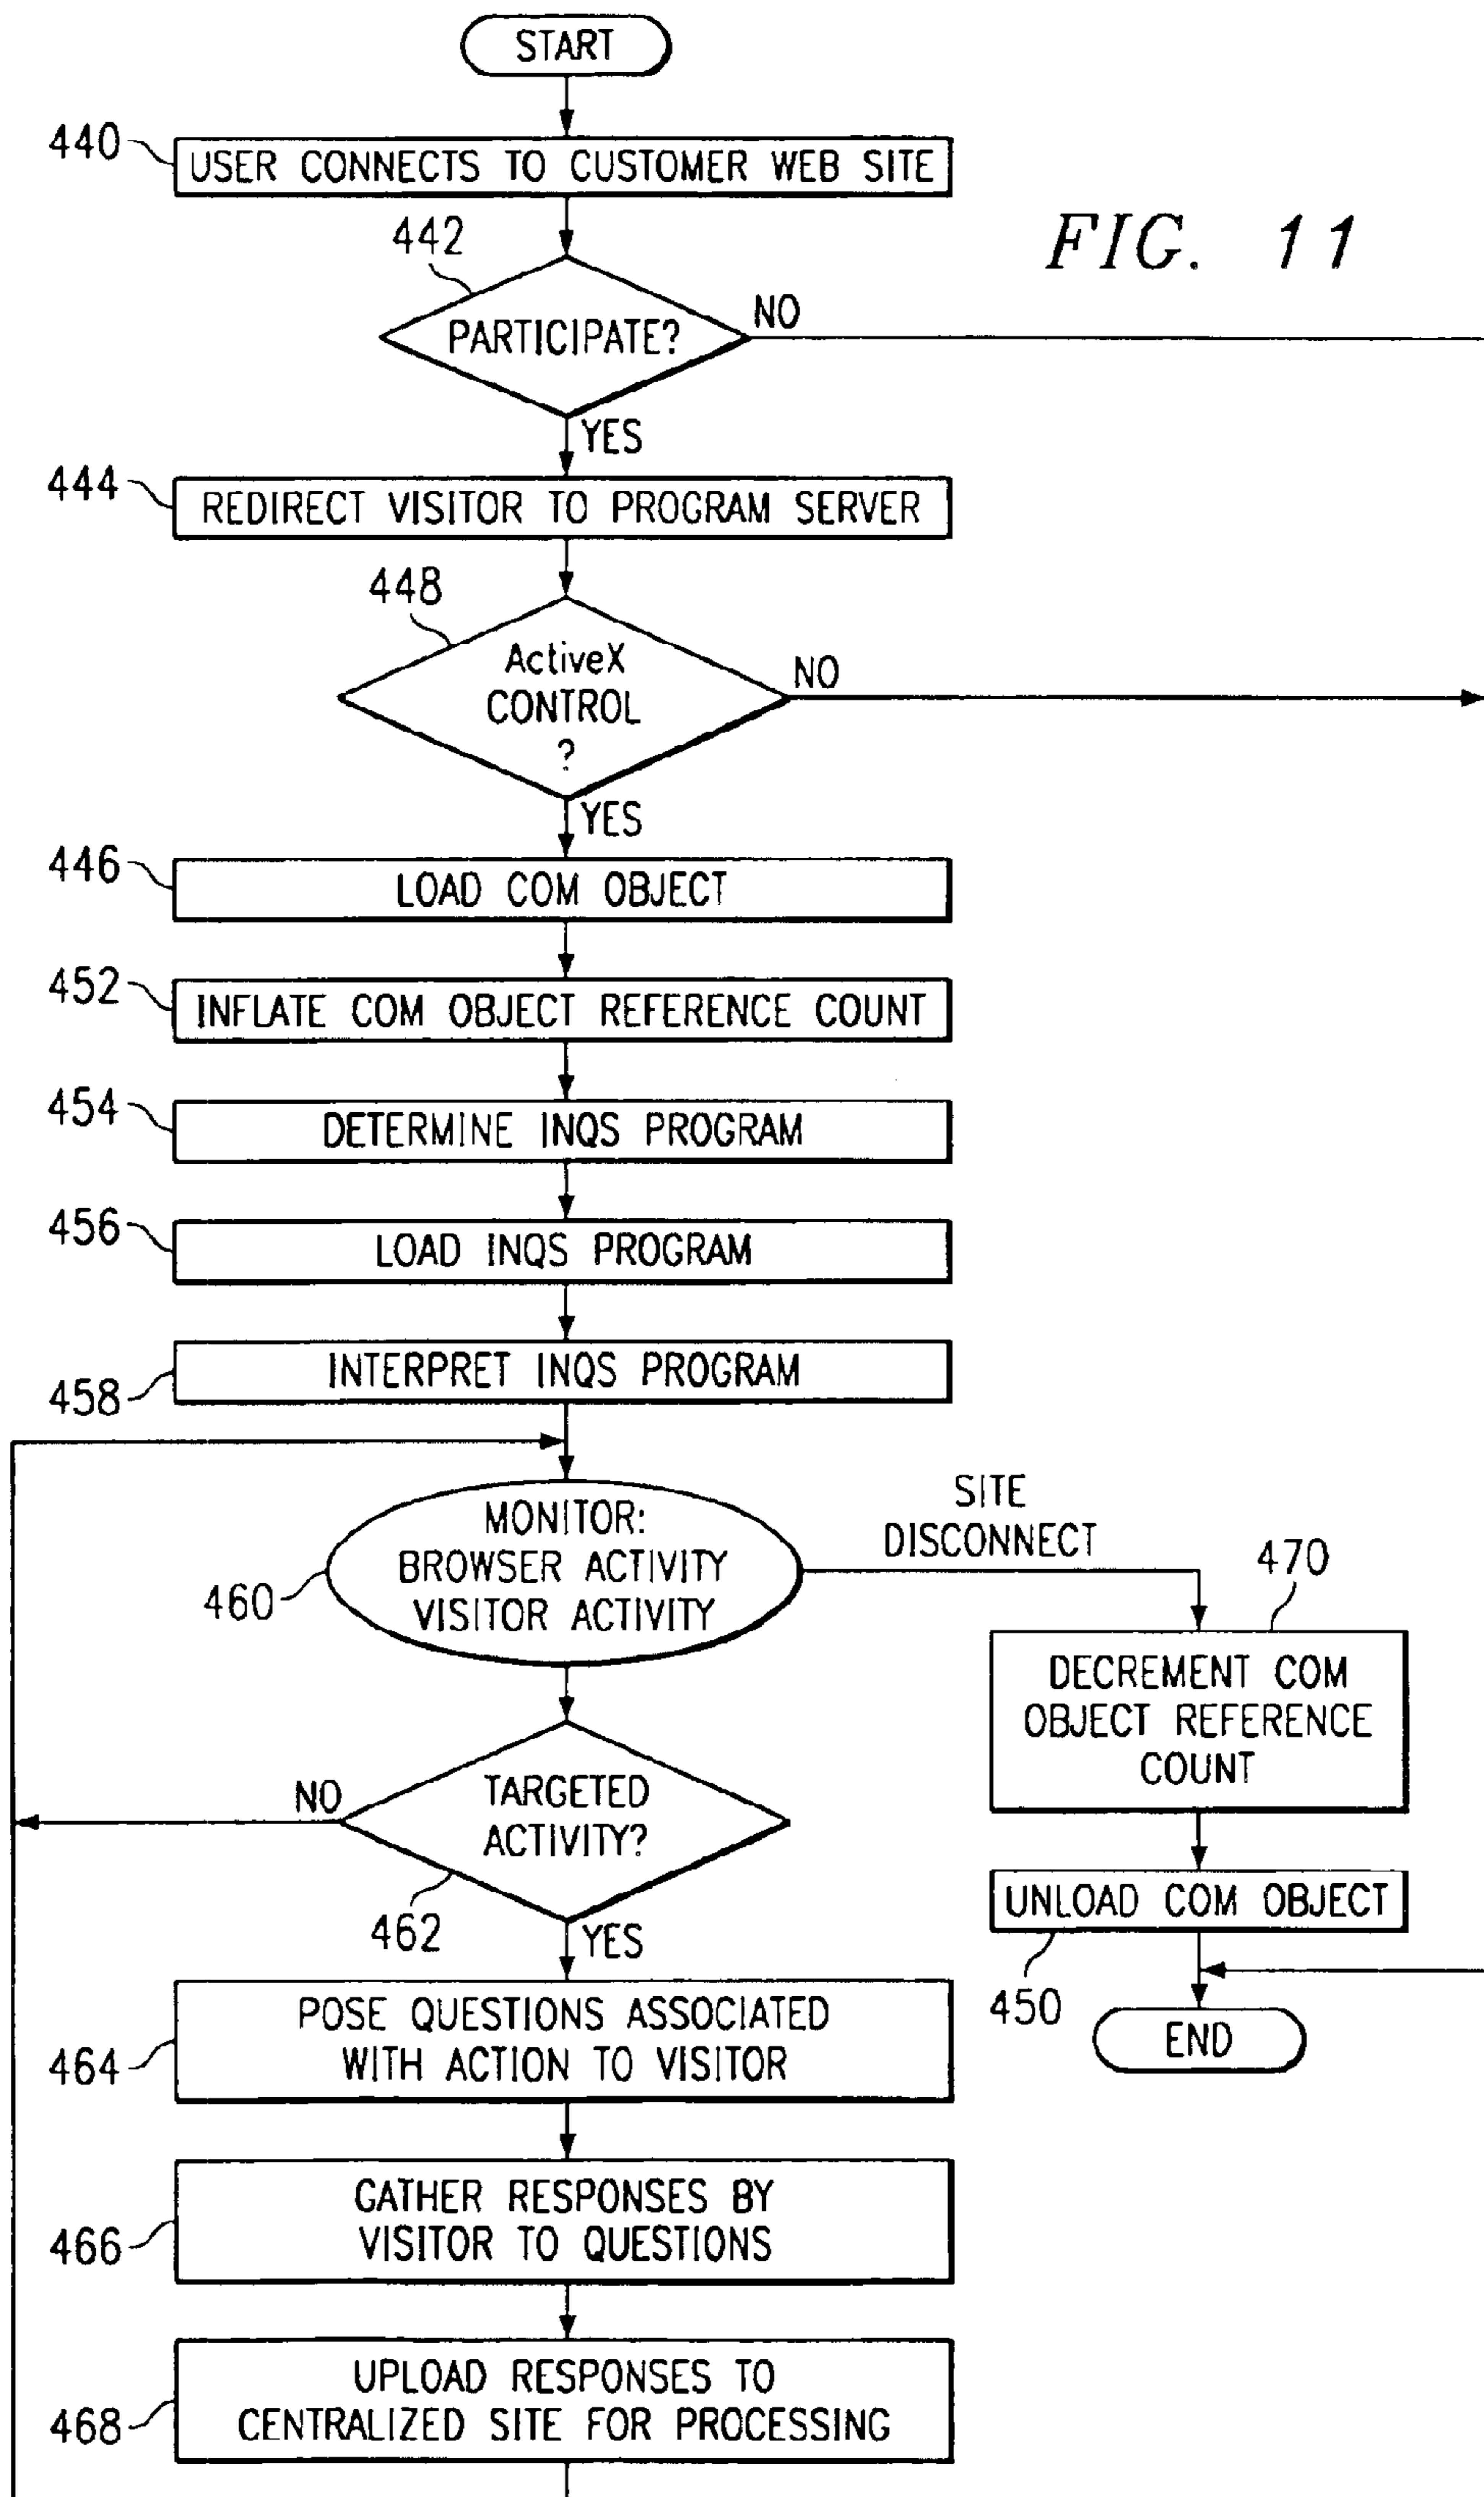 START
440
USER CONNECTS TO CUSTOMER WEB SITE
FIG. 11
442
PARTICIPATE?
NO
YES
444
REDIRECT VISITOR TO PROGRAM SERVER
448
ActiveX
CONTROL
?
NO
YES
446
LOAD COM OBJECT
452
INFLATE COM OBJECT REFERENCE COUNT
454
DETERMINE INQS PROGRAM
456
LOAD INQS PROGRAM
458
INTERPRET INQS PROGRAM
460
MONITOR:
BROWSER ACTIVITY
VISITOR ACTIVITY
SITE
DISCONNECT
470
DECREMENT COM
OBJECT REFERENCE
COUNT
NO
TARGETED
ACTIVITY?
462
YES
UNLOAD COM OBJECT
450
END
464
POSE QUESTIONS ASSOCIATED
WITH ACTION TO VISITOR
466
GATHER RESPONSES BY
VISITOR TO QUESTIONS
468
UPLOAD RESPONSES TO
CENTRALIZED SITE FOR PROCESSING